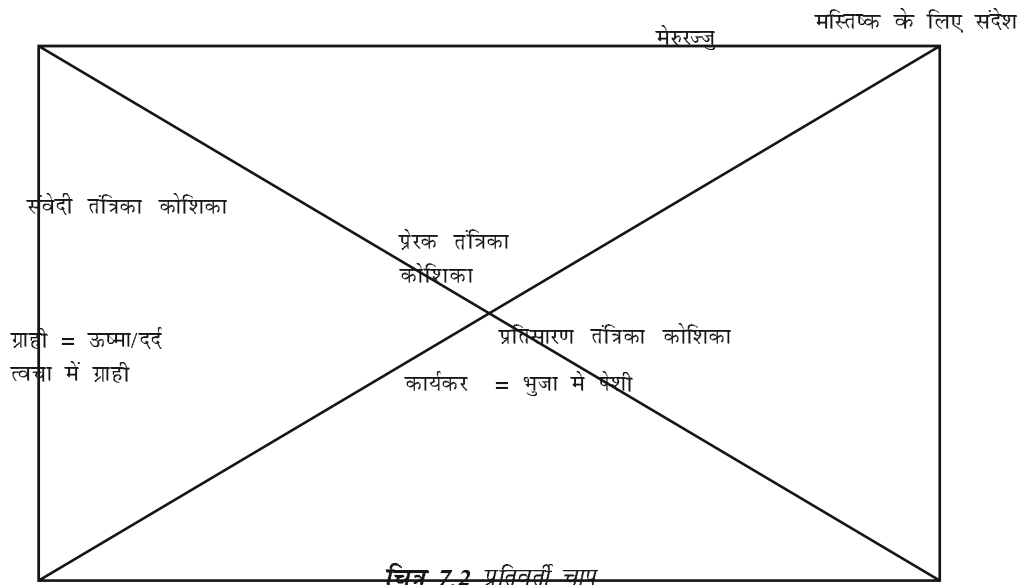 मस्तिष्क के लिए संदेश
मेरुरज्जु
संवेदी तंत्रिका कोशिका
प्रेरक तंत्रिका
कोशिका
ग्राही = ऊष्मा/दर्द
त्वचा में ग्राही
प्रतिसारण तंत्रिका कोशिका
कार्यकर = भुजा मे पेशी
चित्र 7.2 प्रतिवर्ती चाप